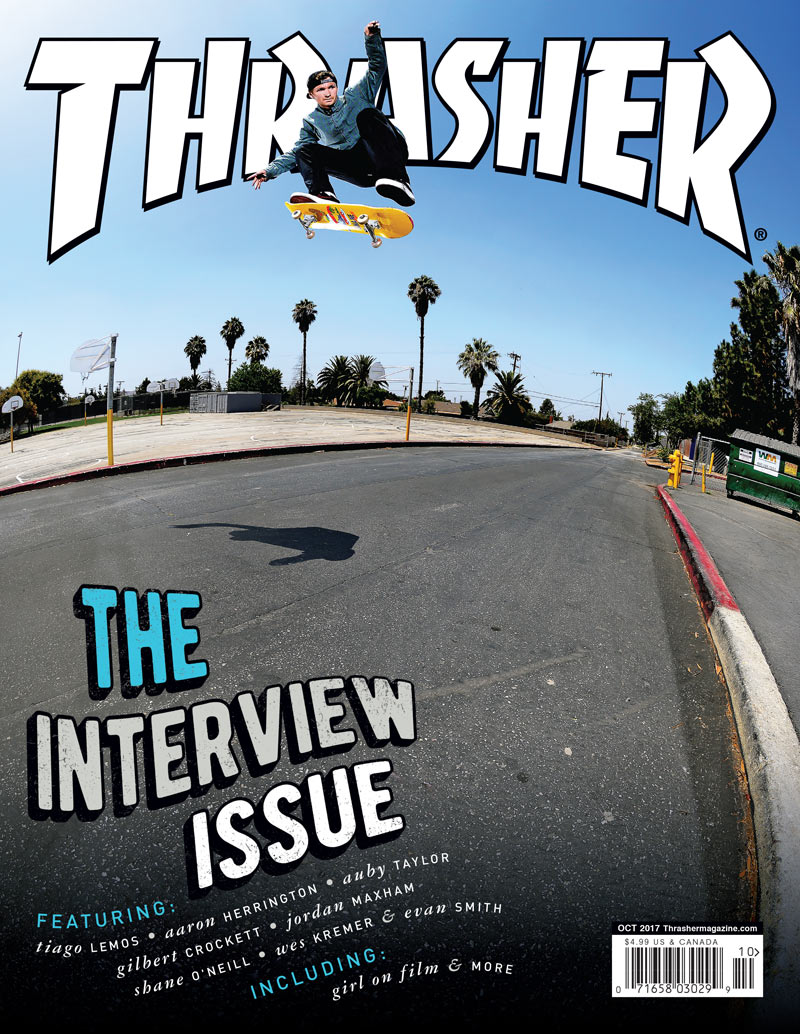 THRASHER®
THE
INTERVIEW
ISSUE
FEATURING:
tiago LEMOS • aaron HERRINGTON • auby TAYLOR
gilbert CROCKETT • jordan MAXHAM
shane O'NEILL • wes KREMER & evan SMITH
INCLUDING:
girl on film & MORE
WM
OCT 2017 Thrashermagazine.com
$4.99 US & CANADA
10>
0 71658 03029 9